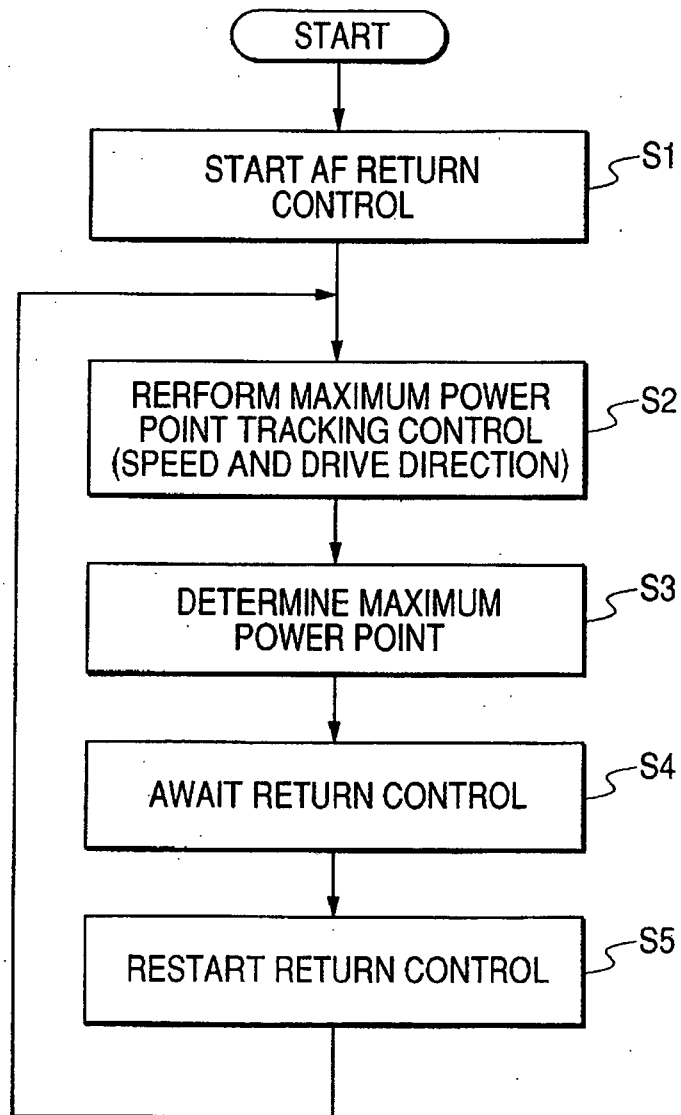 START
START AF RETURN
CONTROL
S1
RERFORM MAXIMUM POWER
POINT TRACKING CONTROL
(SPEED AND DRIVE DIRECTION)
S2
DETERMINE MAXIMUM
POWER POINT
S3
AWAIT RETURN CONTROL
S4
RESTART RETURN CONTROL
S5